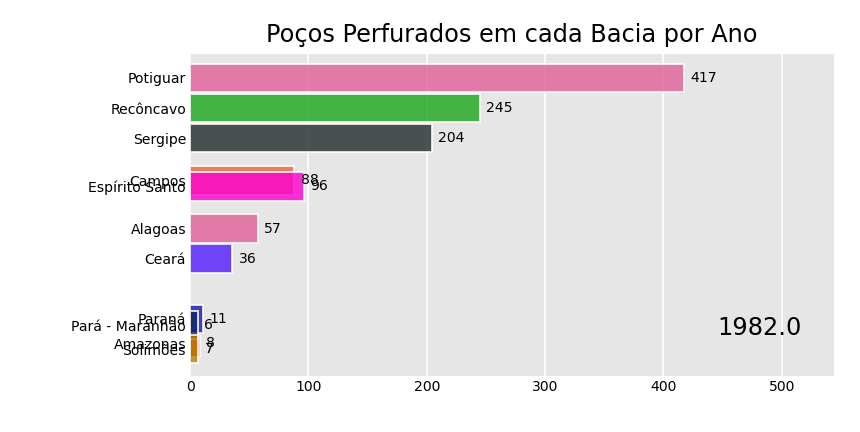 Poços Perfurados em cada Bacia por Ano
Potiguar 417
Recôncavo 245
Sergipe 204
Campos 88
Espírito Santo 96
Alagoas 57
Ceará 36
Paraná 11
Pará - Maranhão 6
1982.0
Amazonas 8
Solimões 7
0 100 200 300 400 500